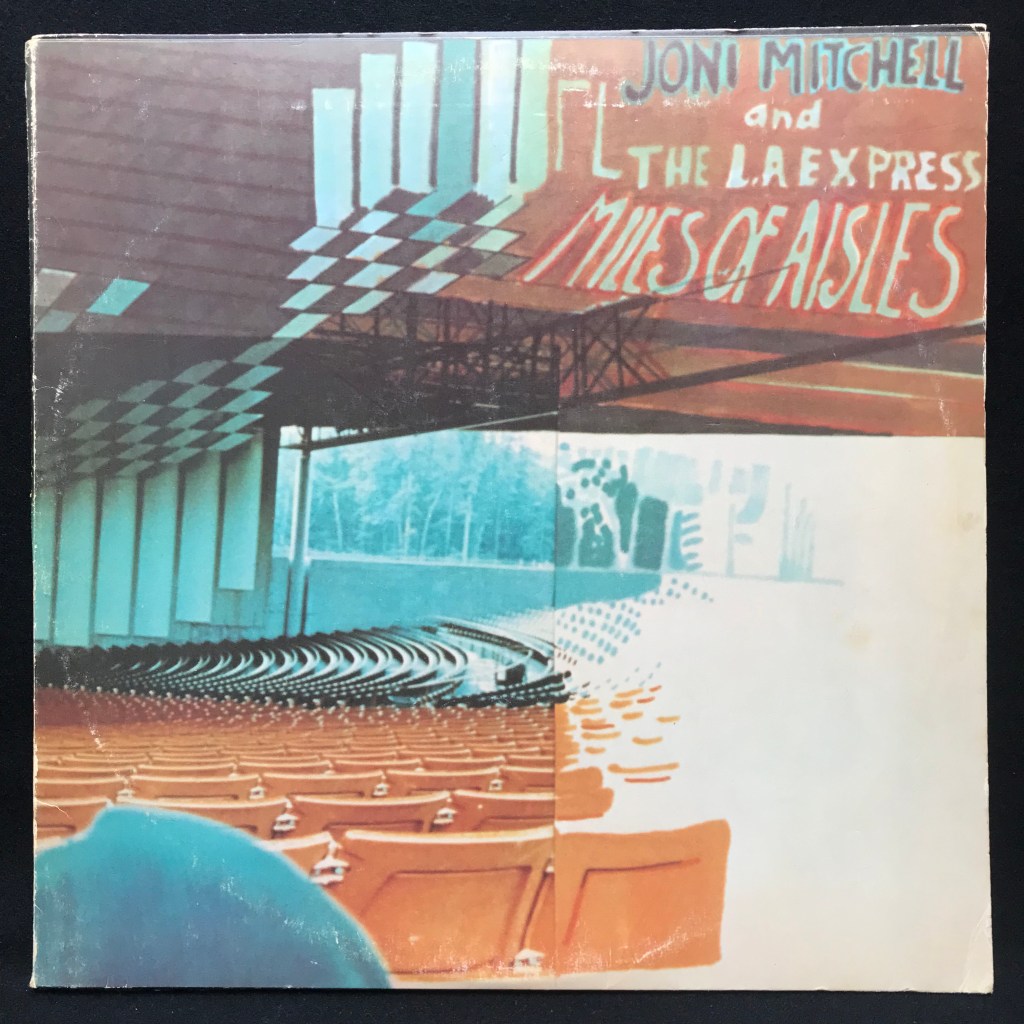 JONI MITCHELL
and
THE L.A EXPRESS
MILES OF AISLES